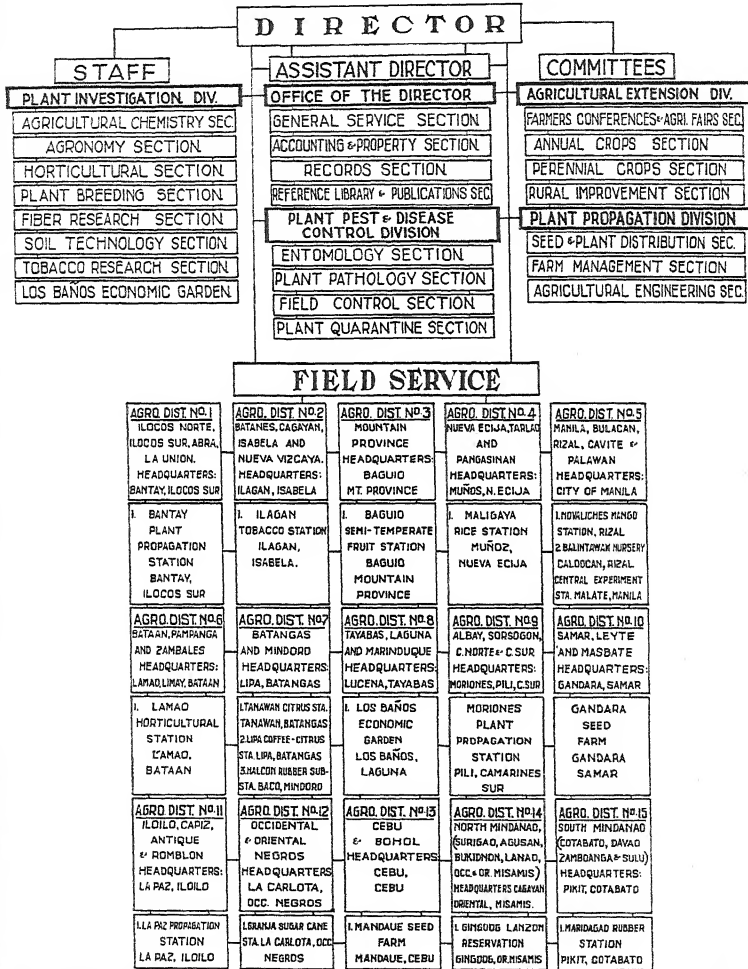 DIRECTOR
STAFF
PLANT INVESTIGATION DIV.
AGRICULTURAL CHEMISTRY SEC
AGRONOMY SECTION
HORTICULTURAL SECTION
PLANT BREEDING SECTION
FIBER RESEARCH SECTION
SOIL TECHNOLOGY SECTION
TOBACCO RESEARCH SECTION
LOS BAÑOS ECONOMIC GARDEN
ASSISTANT DIRECTOR
OFFICE OF THE DIRECTOR
GENERAL SERVICE SECTION
ACCOUNTING & PROPERTY SECTION
RECORDS SECTION
REFERENCE LIBRARY & PUBLICATIONS SEC
PLANT PEST & DISEASE
CONTROL DIVISION
ENTOMOLOGY SECTION
PLANT PATHOLOGY SECTION
FIELD CONTROL SECTION
PLANT QUARANTINE SECTION
COMMITTEES
AGRICULTURAL EXTENSION DIV.
FARMERS CONFERENCES & AGRI. FAIRS SEC.
ANNUAL CROPS SECTION
PERENNIAL CROPS SECTION
RURAL IMPROVEMENT SECTION
PLANT PROPAGATION DIVISION
SEED & PLANT DISTRIBUTION SEC.
FARM MANAGEMENT SECTION
AGRICULTURAL ENGINEERING SEC.
FIELD SERVICE
AGRO. DIST. No. 1
ILOCOS NORTE,
ILOCOS SUR, ABRA,
LA UNION.
HEADQUARTERS:
BANTAY, ILOCOS SUR
1. BANTAY
PLANT
PROPAGATION
STATION
BANTAY,
ILOCOS SUR
AGRO. DIST. No. 2
BATANES, CAGAYAN,
ISABELA AND
NUEVA VIZCAYA.
HEADQUARTERS:
ILAGAN, ISABELA
1. ILAGAN
TOBACCO STATION
ILAGAN,
ISABELA.
AGRO. DIST. No. 3
MOUNTAIN
PROVINCE
HEADQUARTERS:
BAGUIO
MT. PROVINCE
1. BAGUIO
SEMI-TEMPERATE
FRUIT STATION
BAGUIO
MOUNTAIN
PROVINCE
AGRO. DIST. No. 4
NUEVA ECIJA, TARLAC
AND
PANGASINAN
HEADQUARTERS:
MUÑOS, N. ECIJA
1. MALIGAYA
RICE STATION
MUÑOZ,
NUEVA ECIJA
AGRO. DIST. No. 5
MANILA, BULACAN,
RIZAL, CAVITE &
PALAWAN
HEADQUARTERS:
CITY OF MANILA
1. NOVALICHES MANGO
STATION, RIZAL
2. BALINTAWAK NURSERY
CALOOCAN, RIZAL
CENTRAL EXPERIMENT
STA. MALATE, MANILA
AGRO. DIST. No. 6
BATAAN, PAMPANGA
AND ZAMBALES
HEADQUARTERS:
LAMAO, LIMAY, BATAAN
1. LAMAO
HORTICULTURAL
STATION
LAMAO,
BATAAN
AGRO. DIST. No. 7
BATANGAS
AND MINDORO
HEADQUARTERS:
LIPA, BATANGAS
1. TANAWAN CITRUS STA.
TANAWAN, BATANGAS
2. LIPA COFFEE-CITRUS
STA. LIPA, BATANGAS
3. HALCON RUBBER SUB-
STA. BACO, MINDORO
AGRO. DIST. No. 8
TAYABAS, LAGUNA
AND MARINDUQUE
HEADQUARTERS:
LUCENA, TAYABAS
1. LOS BAÑOS
ECONOMIC
GARDEN
LOS BAÑOS,
LAGUNA
AGRO. DIST. No. 9
ALBAY, SORSOGON,
C. NORTE & C. SUR
HEADQUARTERS:
MORIONES, PILI, C. SUR
MORIONES
PLANT
PROPAGATION
STATION
PILI, CAMARINES
SUR
AGRO. DIST. No. 10
SAMAR, LEYTE
AND MASBATE
HEADQUARTERS:
GANDARA, SAMAR
GANDARA
SEED
FARM
GANDARA
SAMAR
AGRO. DIST. No. 11
ILOILO, CAPIZ,
ANTIQUE
& ROMBLON
HEADQUARTERS:
LA PAZ, ILOILO
1. LA PAZ PROPAGATION
STATION
LA PAZ, ILOILO
AGRO. DIST. No. 12
OCCIDENTAL
& ORIENTAL
NEGROS
HEADQUARTERS
LA CARLOTA,
OCC. NEGROS
1. GRANJA SUGAR CANE
STA. LA CARLOTA, OCC
NEGROS
AGRO. DIST. No. 13
CEBU
& BOHOL
HEADQUARTERS:
CEBU,
CEBU
1. MANDAUE SEED
FARM
MANDAUE, CEBU
AGRO. DIST. No. 14
NORTH MINDANAO,
(SURIGAO, AGUSAN,
BUKIDNON, LANAO,
OCC. & OR. MISAMIS)
HEADQUARTERS CAGAYAN
ORIENTAL, MISAMIS.
1. GINGOOG LANZON
RESERVATION
GINGOOG, OR. MISAMIS
AGRO. DIST. No. 15
SOUTH MINDANAO
(COTABATO, DAVAO
ZAMBOANGA & SULU)
HEADQUARTERS:
PIKIT, COTABATO
1. MARIDAGAO RUBBER
STATION
PIKIT, COTABATO